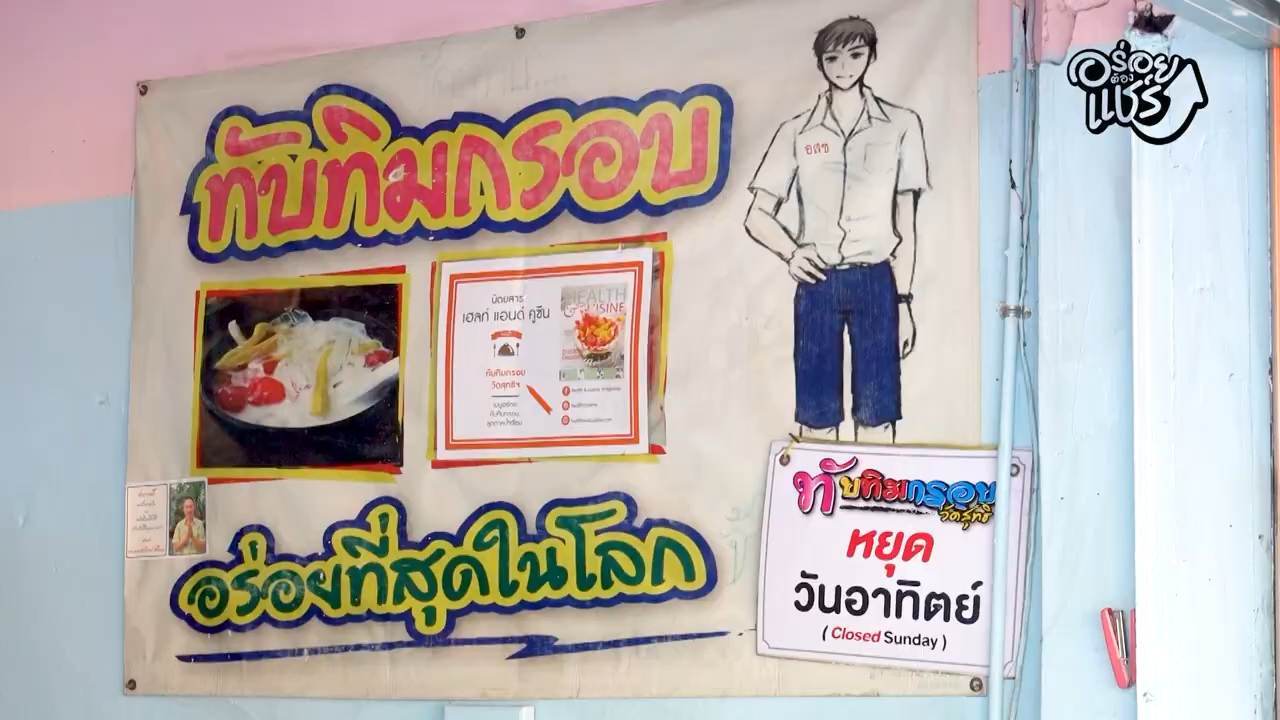 ทับทิมกรอบ
อร่อย
ต้อง
แชร์
อสช
นิตยสาร
เฮลท์ แอนด์ คูซีน
HEALTH
& CUISINE
ทับทิมกรอบ
วัดสุทธิฯ
อร่อยที่สุดในโลก
ทับทิมกรอบ
วัดสุทธิ
หยุด
วันอาทิตย์
( Closed Sunday )